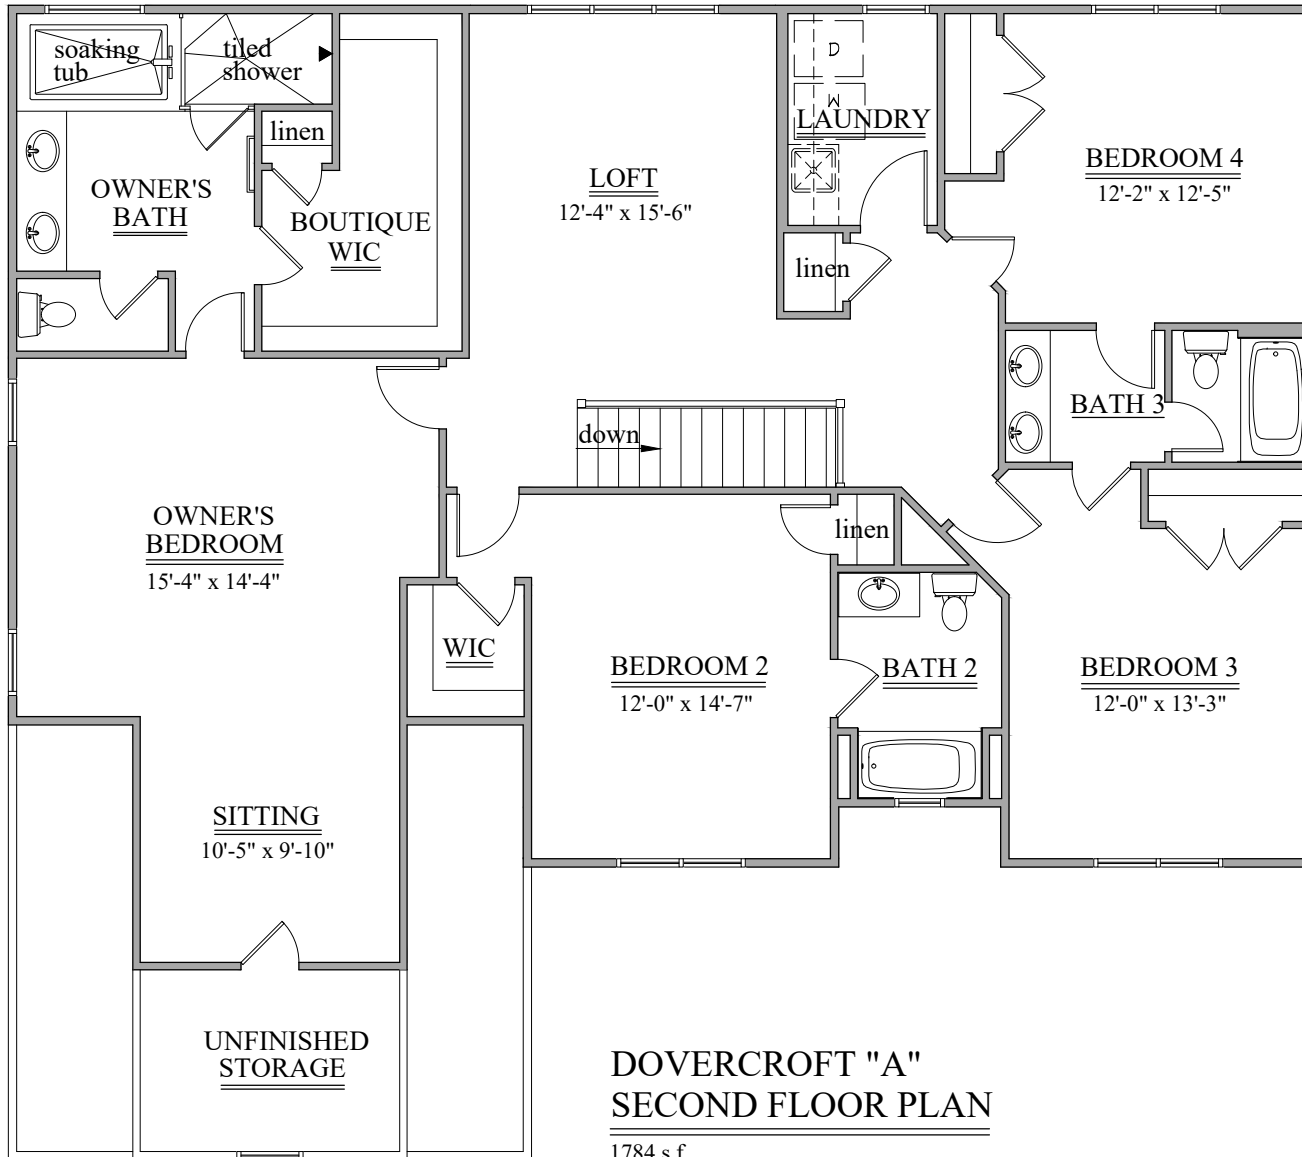 soaking
tub
tiled
shower
linen
OWNER'S
BATH
BOUTIQUE
WIC
LOFT
12'-4" x 15'-6"
D
W
LAUNDRY
linen
BEDROOM 4
12'-2" x 12'-5"
BATH 3
down
OWNER'S
BEDROOM
15'-4" x 14'-4"
linen
WIC
BEDROOM 2
12'-0" x 14'-7"
BATH 2
BEDROOM 3
12'-0" x 13'-3"
SITTING
10'-5" x 9'-10"
UNFINISHED
STORAGE
DOVERCROFT "A"
SECOND FLOOR PLAN
1784 s.f.